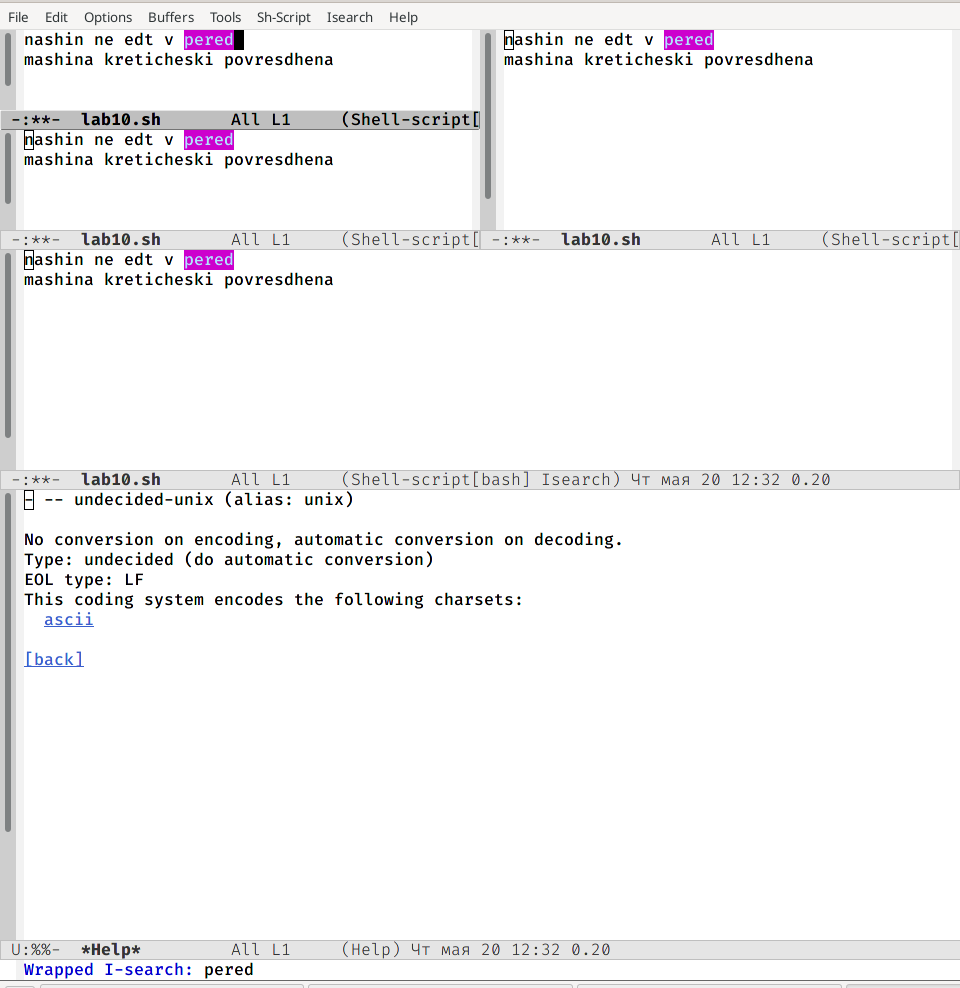 File Edit Options Buffers Tools Sh-Script Isearch Help
nashin ne edt v pered
mashina kreticheski povresdhena
-:**- lab10.sh All L1 (Shell-script[
nashin ne edt v pered
mashina kreticheski povresdhena
-:**- lab10.sh All L1 (Shell-script[
nashin ne edt v pered
mashina kreticheski povresdhena
-:**- lab10.sh All L1 (Shell-script[
nashin ne edt v pered
mashina kreticheski povresdhena
-:**- lab10.sh All L1 (Shell-script[bash] Isearch) Чт мая 20 12:32 0.20
- -- undecided-unix (alias: unix)
No conversion on encoding, automatic conversion on decoding.
Type: undecided (do automatic conversion)
EOL type: LF
This coding system encodes the following charsets:
ascii
[back]
U:%%- *Help* All L1 (Help) Чт мая 20 12:32 0.20
Wrapped I-search: pered